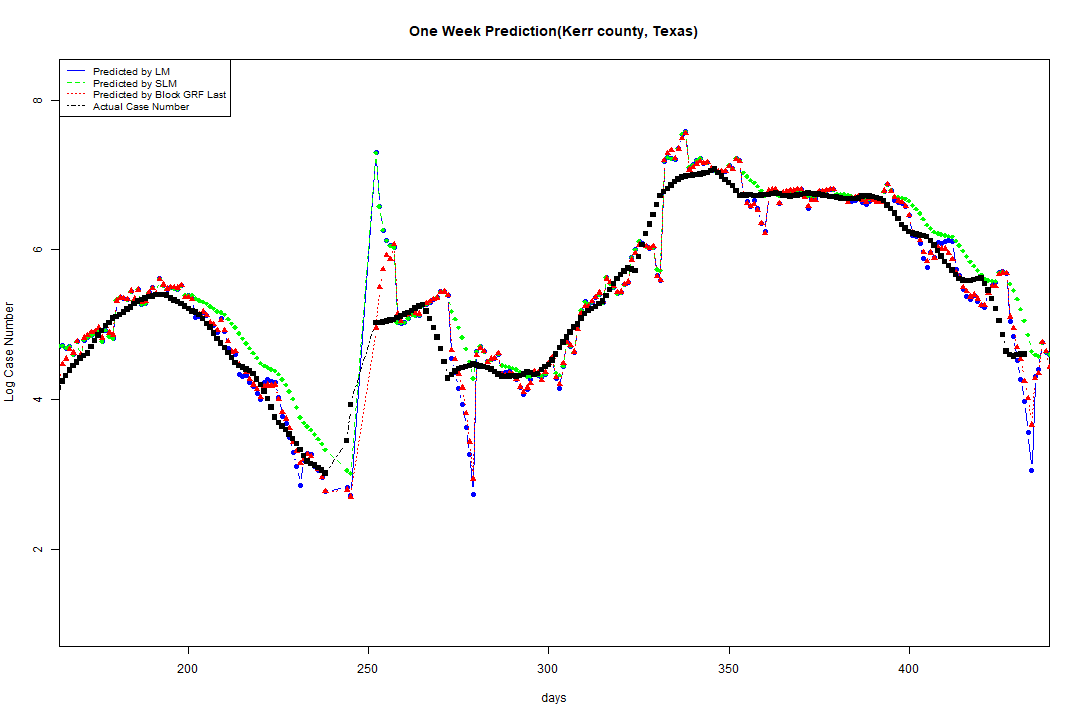 One Week Prediction(Kerr county, Texas)
Predicted by LM
Predicted by SLM
Predicted by Block GRF Last
Actual Case Number
Log Case Number
8
6
4
2
200 250 300 350 400
days